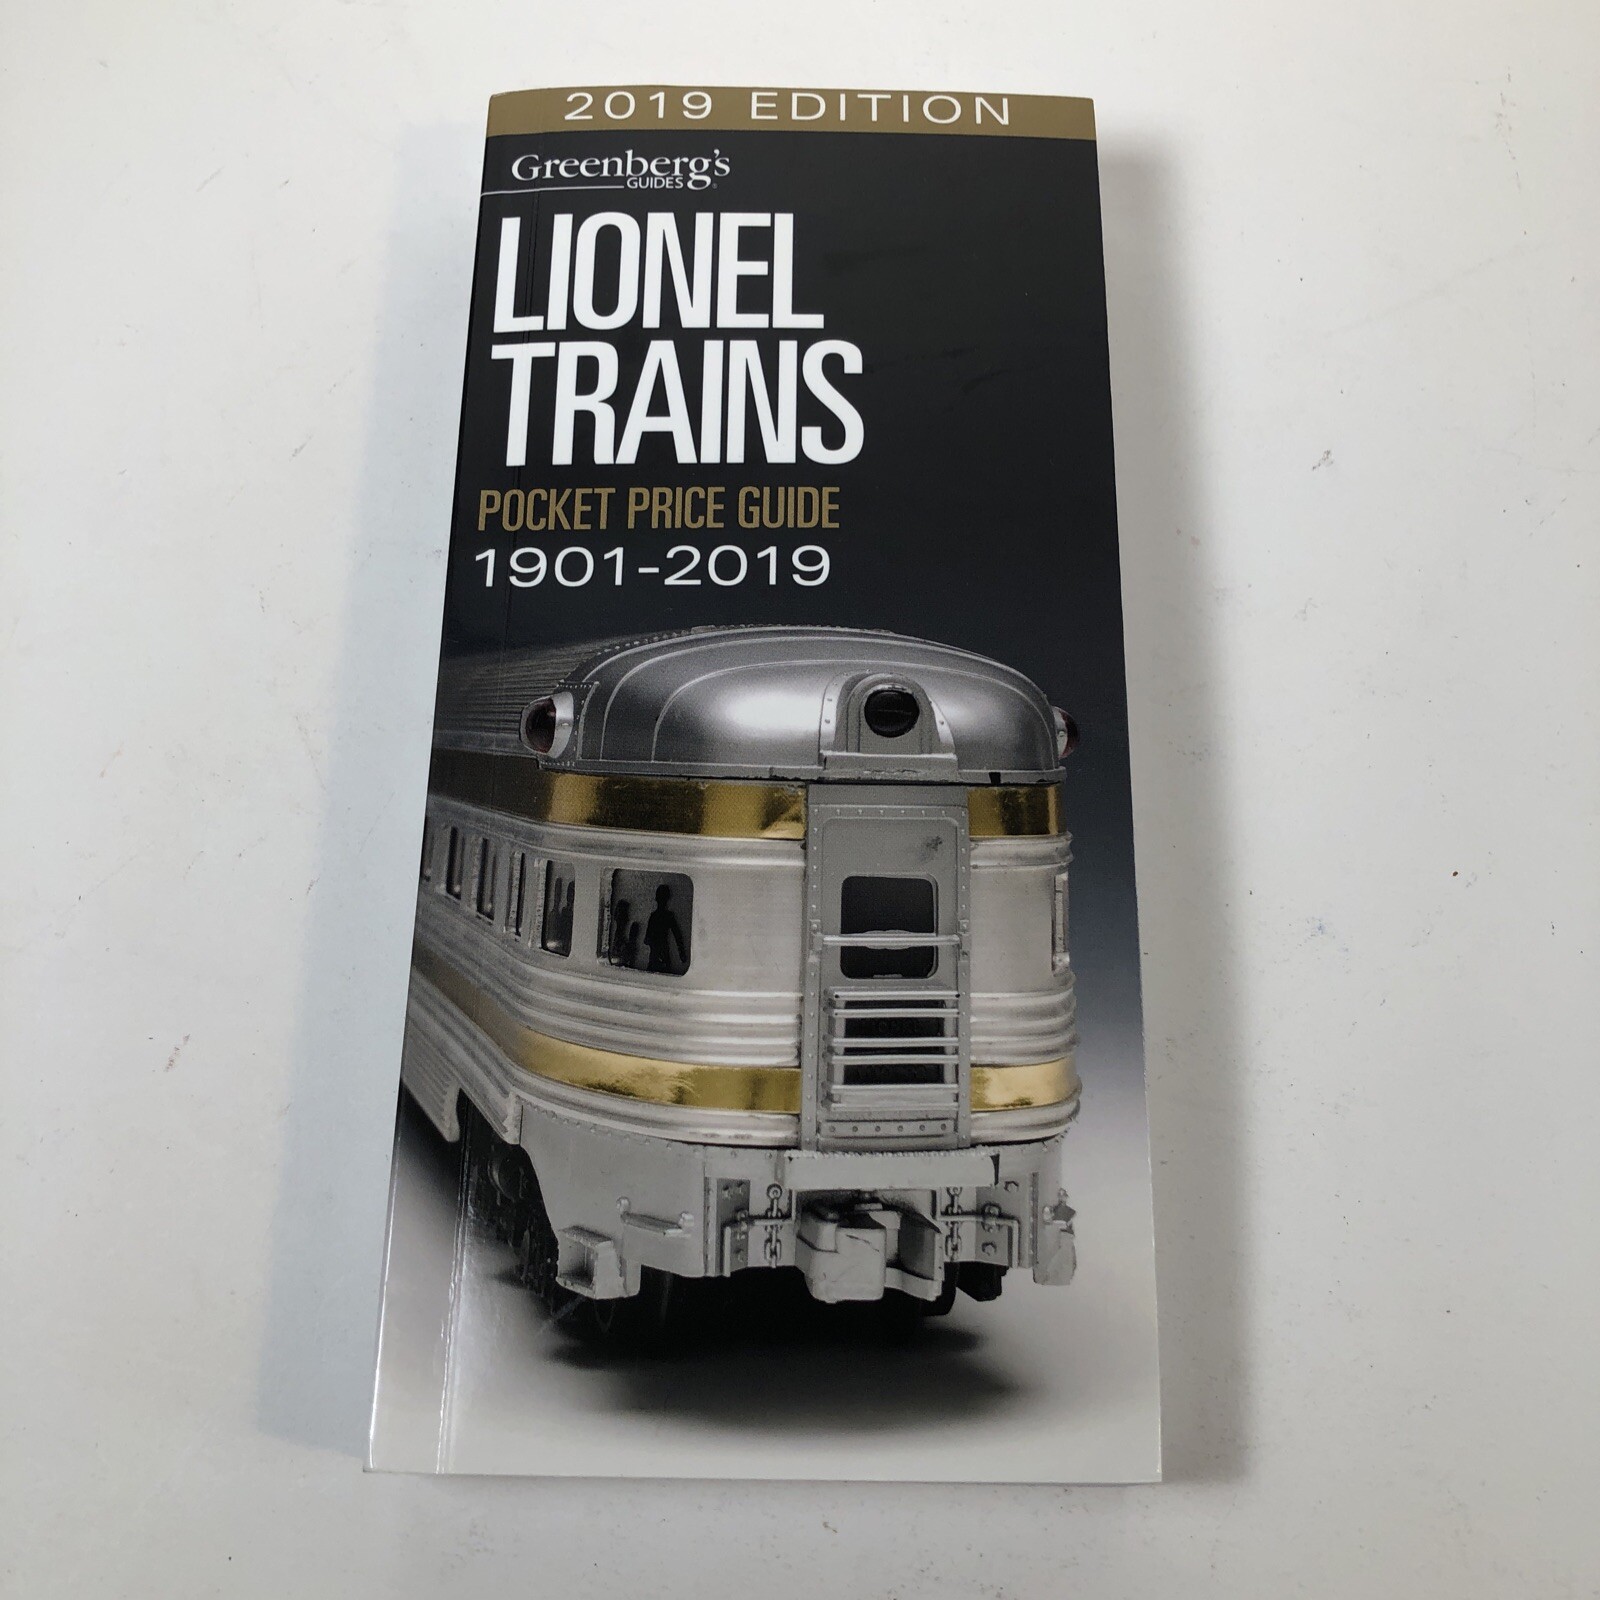 2019 EDITION
Greenberg's
GUIDES
LIONEL
TRAINS
POCKET PRICE GUIDE
1901-2019